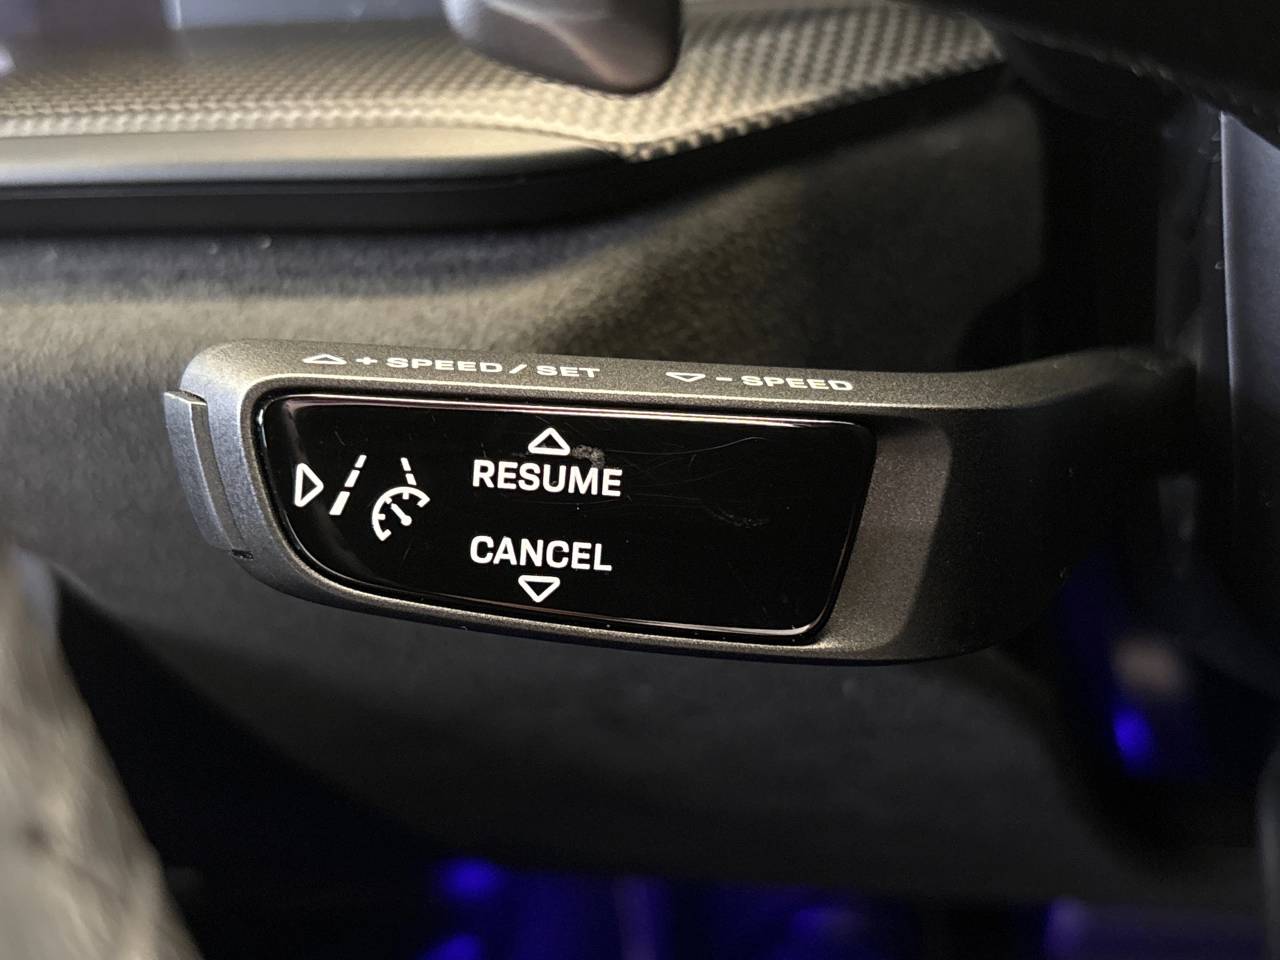 + SPEED / SET - SPEED
RESUME
CANCEL